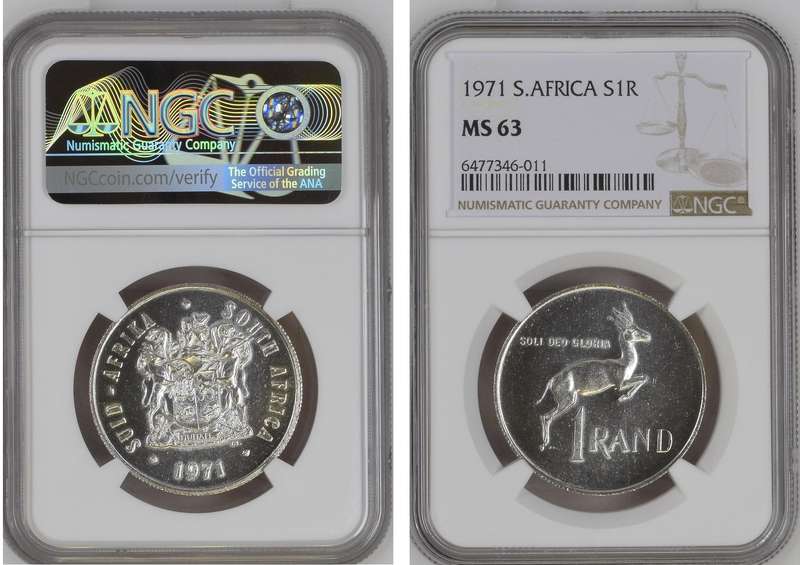 NGC
Numismatic Guaranty Company
NGCcoin.com/verify
The Official Grading
Service of the ANA
SUID-AFRIKA · SOUTH AFRICA
· 1971 ·
1971 S.AFRICA S1R
MS 63
6477346-011
NUMISMATIC GUARANTY COMPANY NGC
SOLI DEO GLORIA
1 RAND